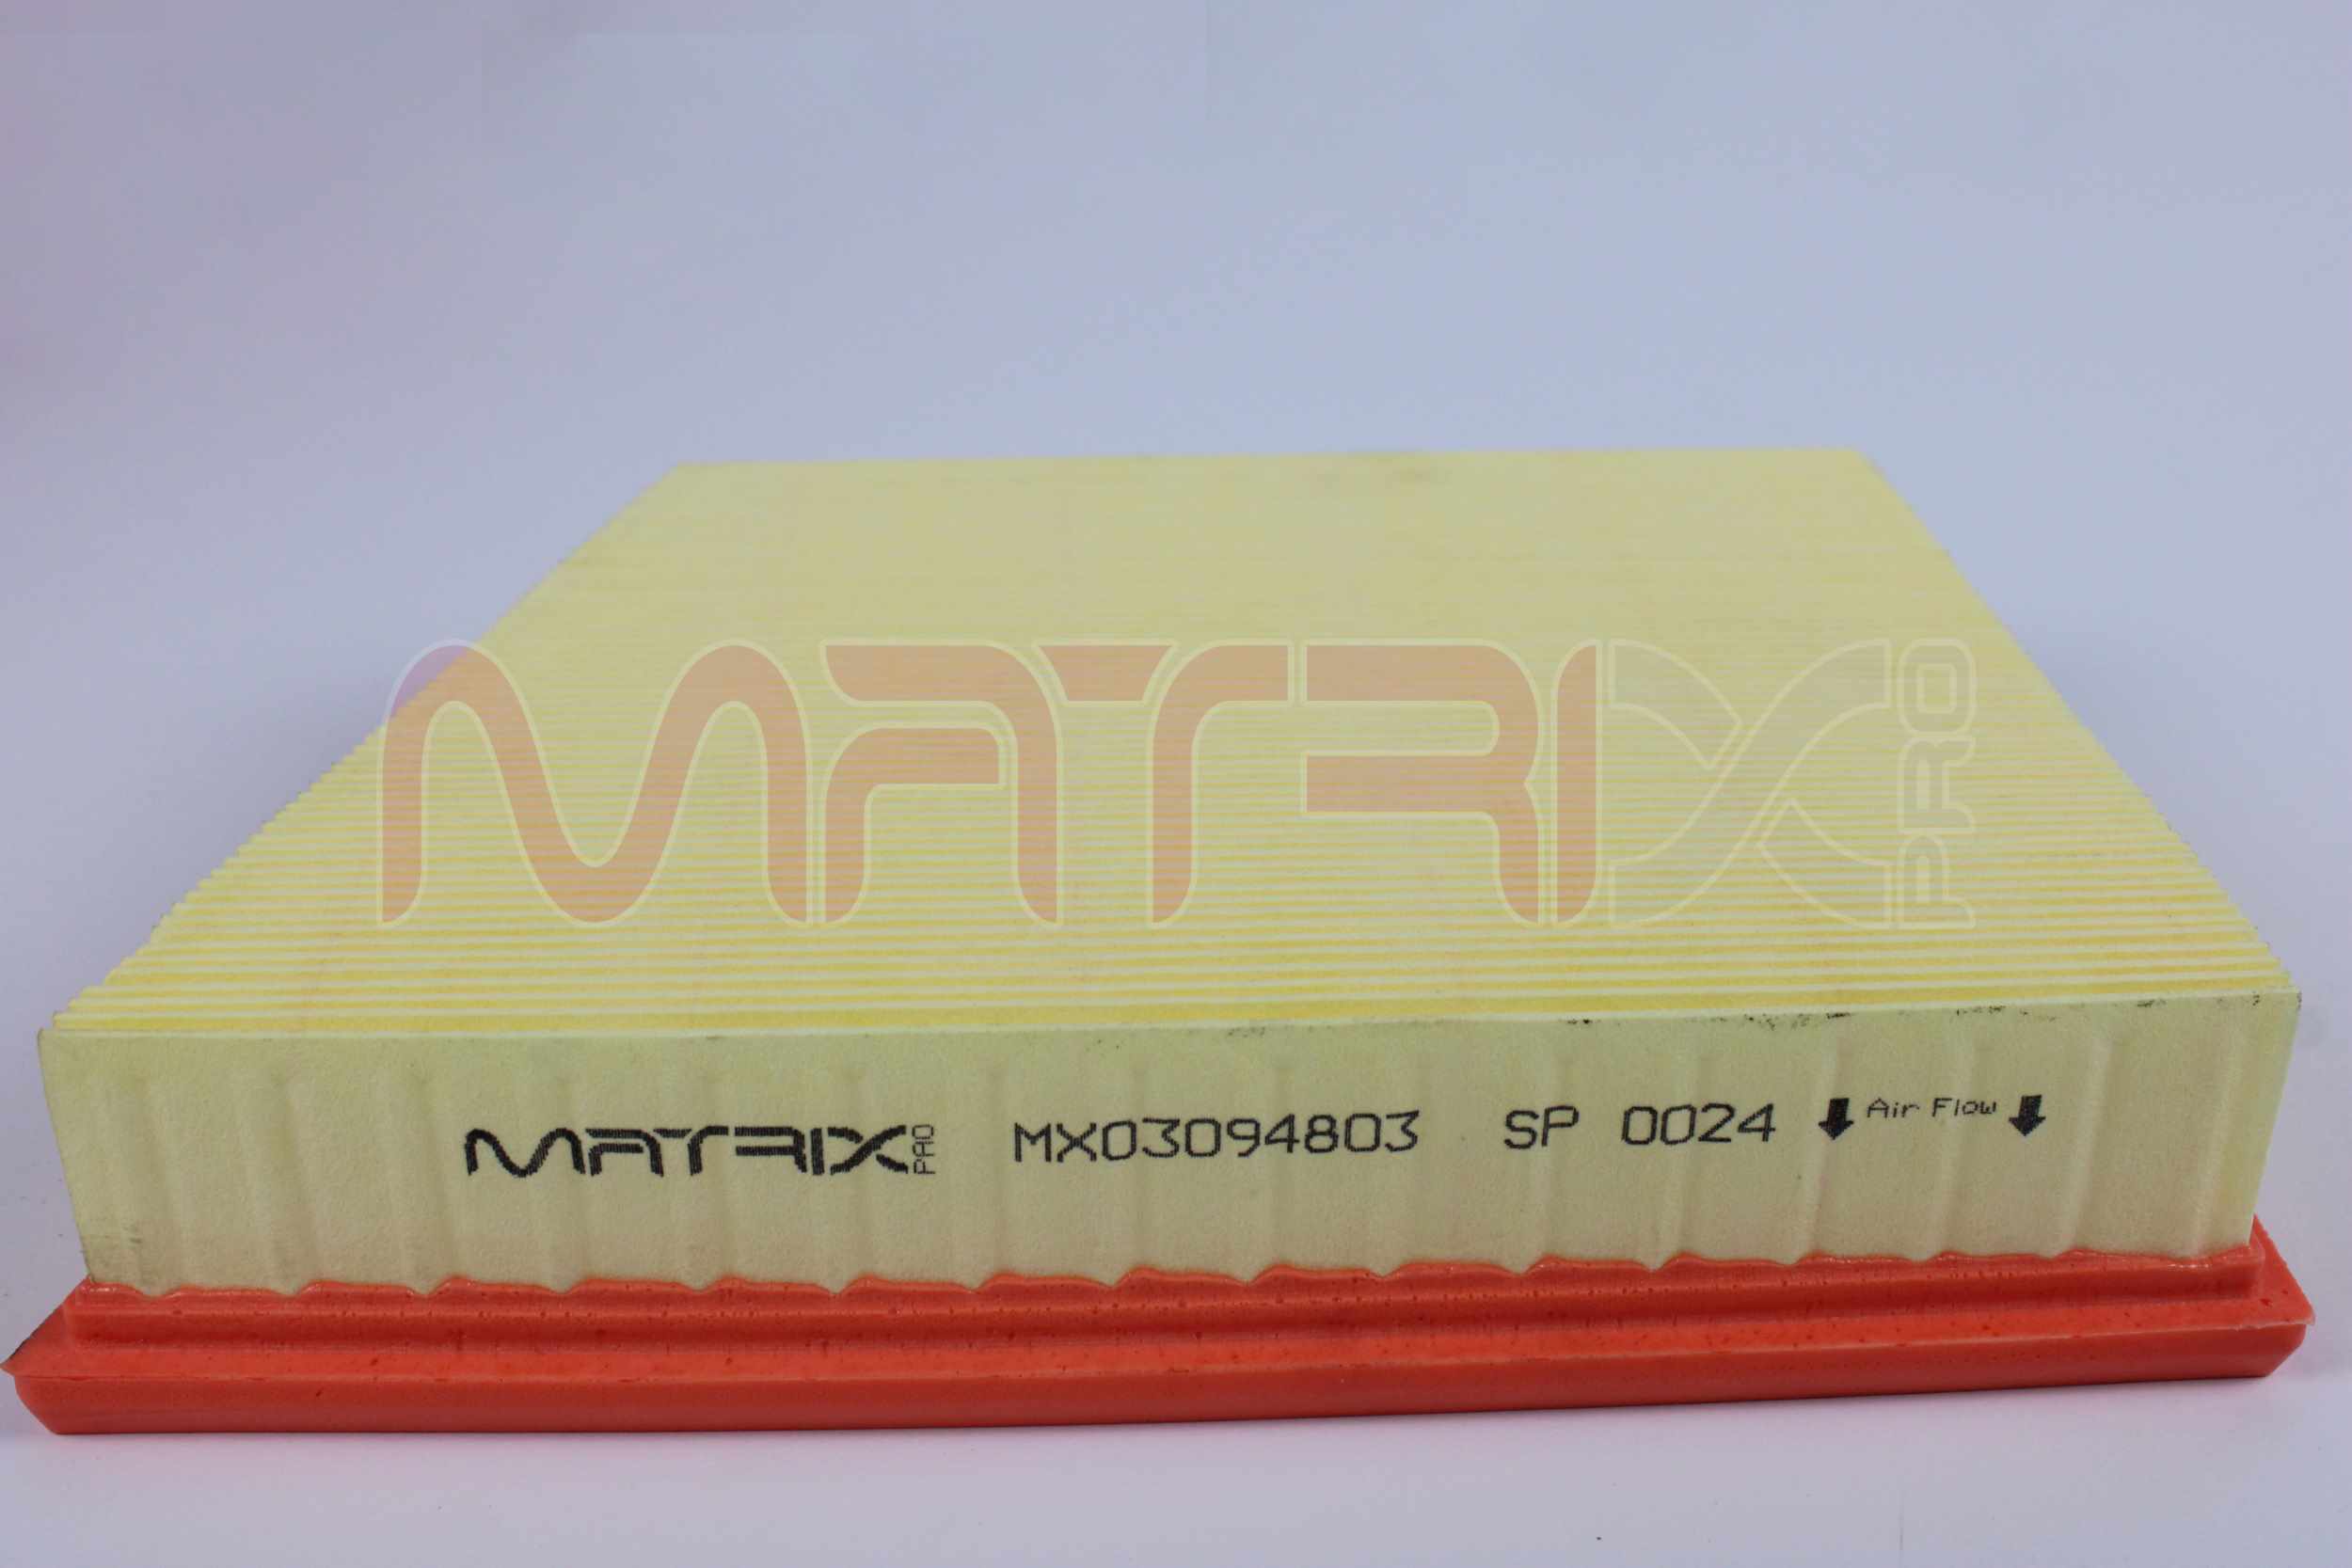 MATRIX PRO
MATRIX PRO MX03094803 SP 0024 Air Flow